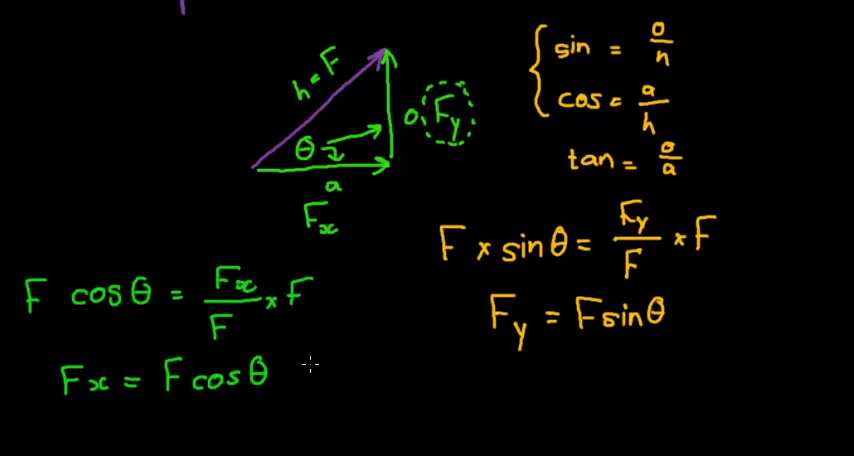 h = F
θ
o
Fy
a
Fx
sin = o/h
cos = a/h
tan = o/a
F × sinθ = Fy/F × F
Fy = Fsinθ
F cosθ = Fx/F × F
Fx = F cosθ